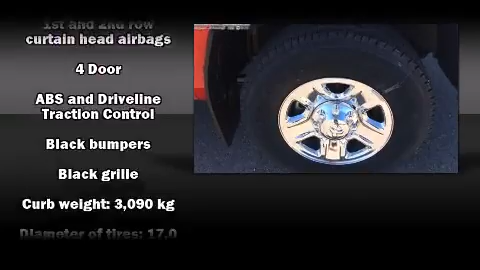 1st and 2nd row
curtain head airbags
4 Door
ABS and Driveline
Traction Control
Black bumpers
Black grille
Curb weight: 3,090 kg
Diameter of tires: 17.0